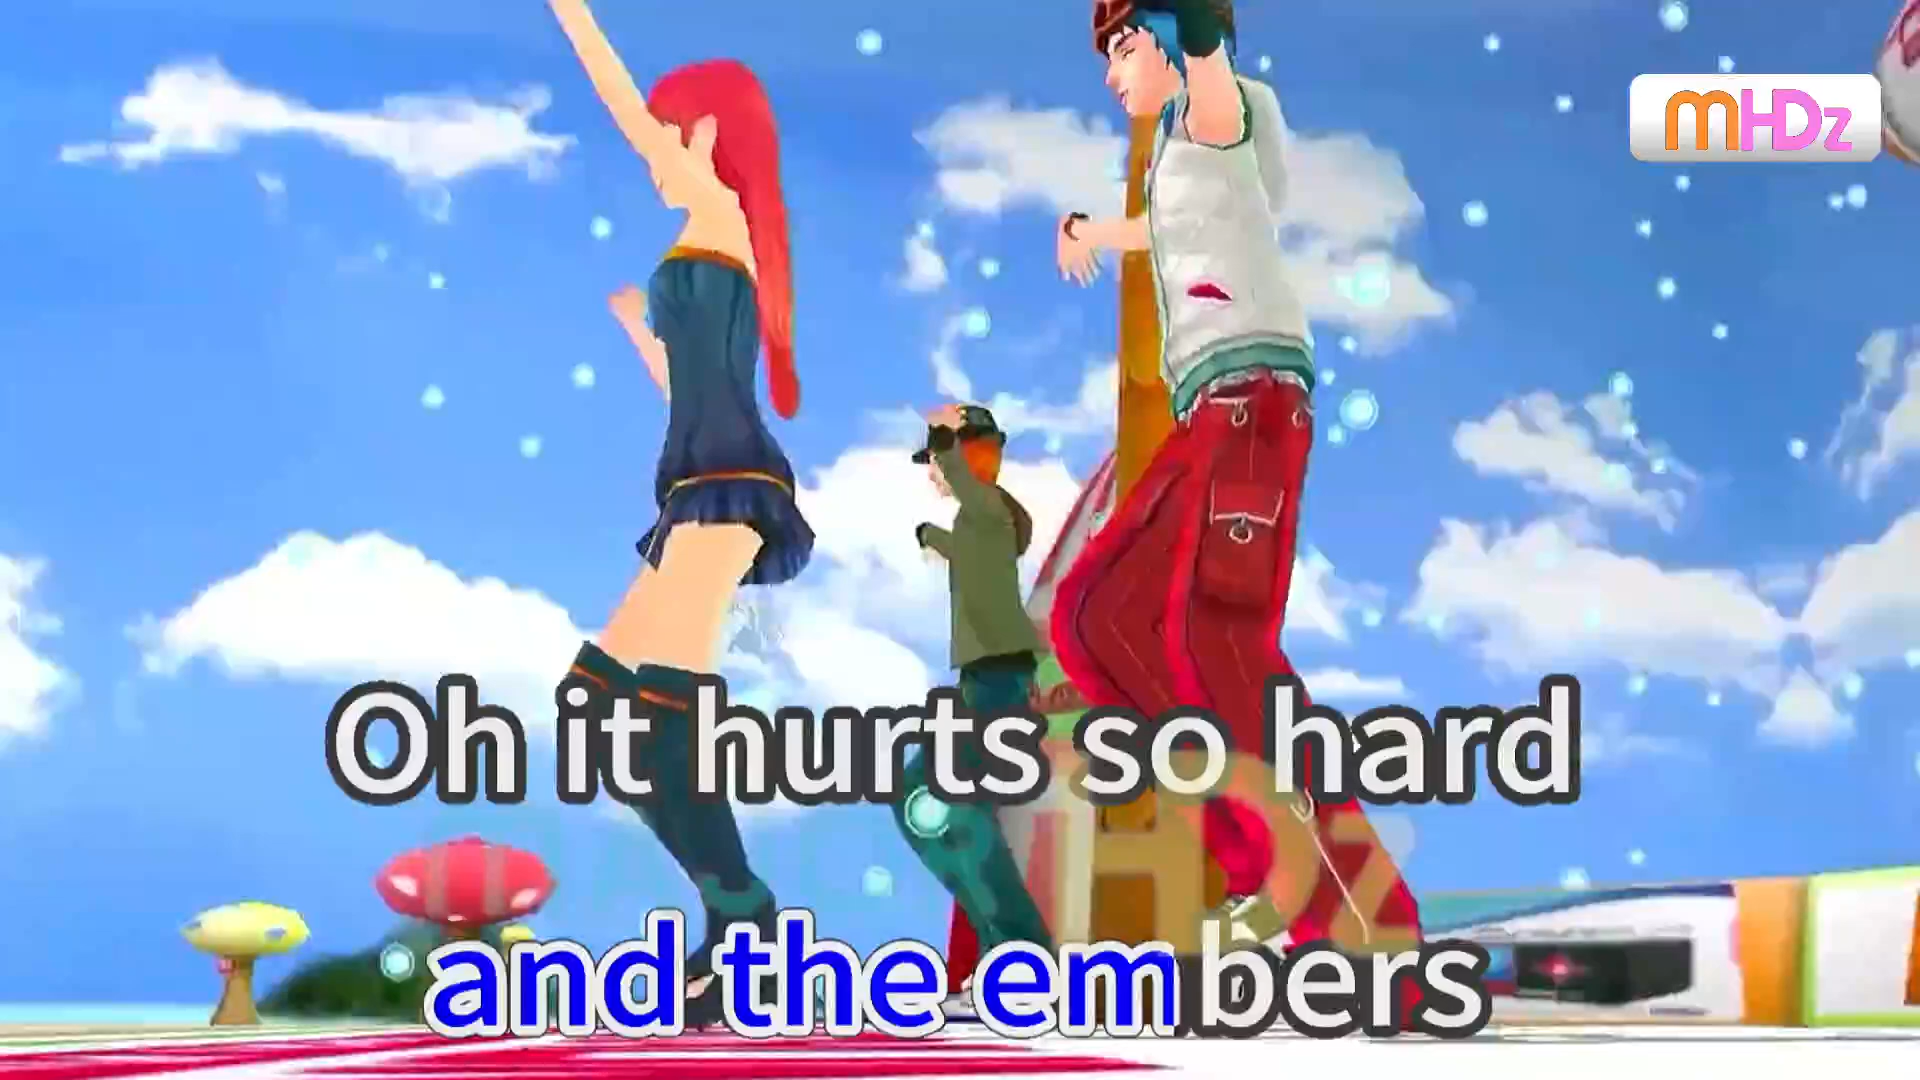 MHDz
Oh it hurts so hard
and the embers